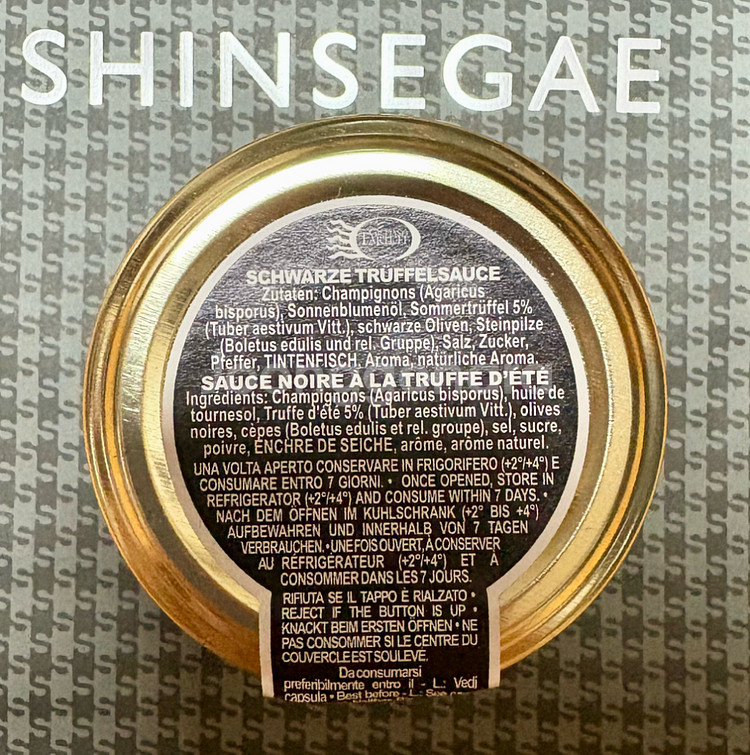 SHINSEGAE
SCHWARZE TRÜFFELSAUCE
Zutaten: Champignons (Agaricus
bisporus), Sonnenblumenöl, Sommertrüffel 5%
(Tuber aestivum Vitt.), schwarze Oliven, Steinpilze
(Boletus edulis und rel. Gruppe), Salz, Zucker,
Pfeffer, TINTENFISCH, Aroma, natürliche Aroma.
SAUCE NOIRE À LA TRUFFE D'ÉTÉ
Ingrédients: Champignons (Agaricus bisporus), huile de
tournesol, Truffe d'été 5% (Tuber aestivum Vitt.), olives
noires, cèpes (Boletus edulis et rel. groupe), sel, sucre,
poivre, ENCHRE DE SEICHE, arôme, arôme naturel.
UNA VOLTA APERTO CONSERVARE IN FRIGORIFERO (+2°/+4°) E
CONSUMARE ENTRO 7 GIORNI. • ONCE OPENED, STORE IN
REFRIGERATOR (+2°/+4°) AND CONSUME WITHIN 7 DAYS. •
NACH DEM ÖFFNEN IM KUHLSCHRANK (+2° BIS +4°)
AUFBEWAHREN UND INNERHALB VON 7 TAGEN
VERBRAUCHEN. • UNE FOIS OUVERT, À CONSERVER
AU RÉFRIGÉRATEUR (+2°/+4°) ET À
CONSOMMER DANS LES 7 JOURS.
RIFIUTA SE IL TAPPO È RIALZATO •
REJECT IF THE BUTTON IS UP •
KNACKT BEIM ERSTEN ÖFFNEN • NE
PAS CONSOMMER SI LE CENTRE DU
COUVERCLE EST SOULEVÉ.
Da consumarsi
preferibilmente entro il - L.: Vedi
capsula • Best before - L.: See